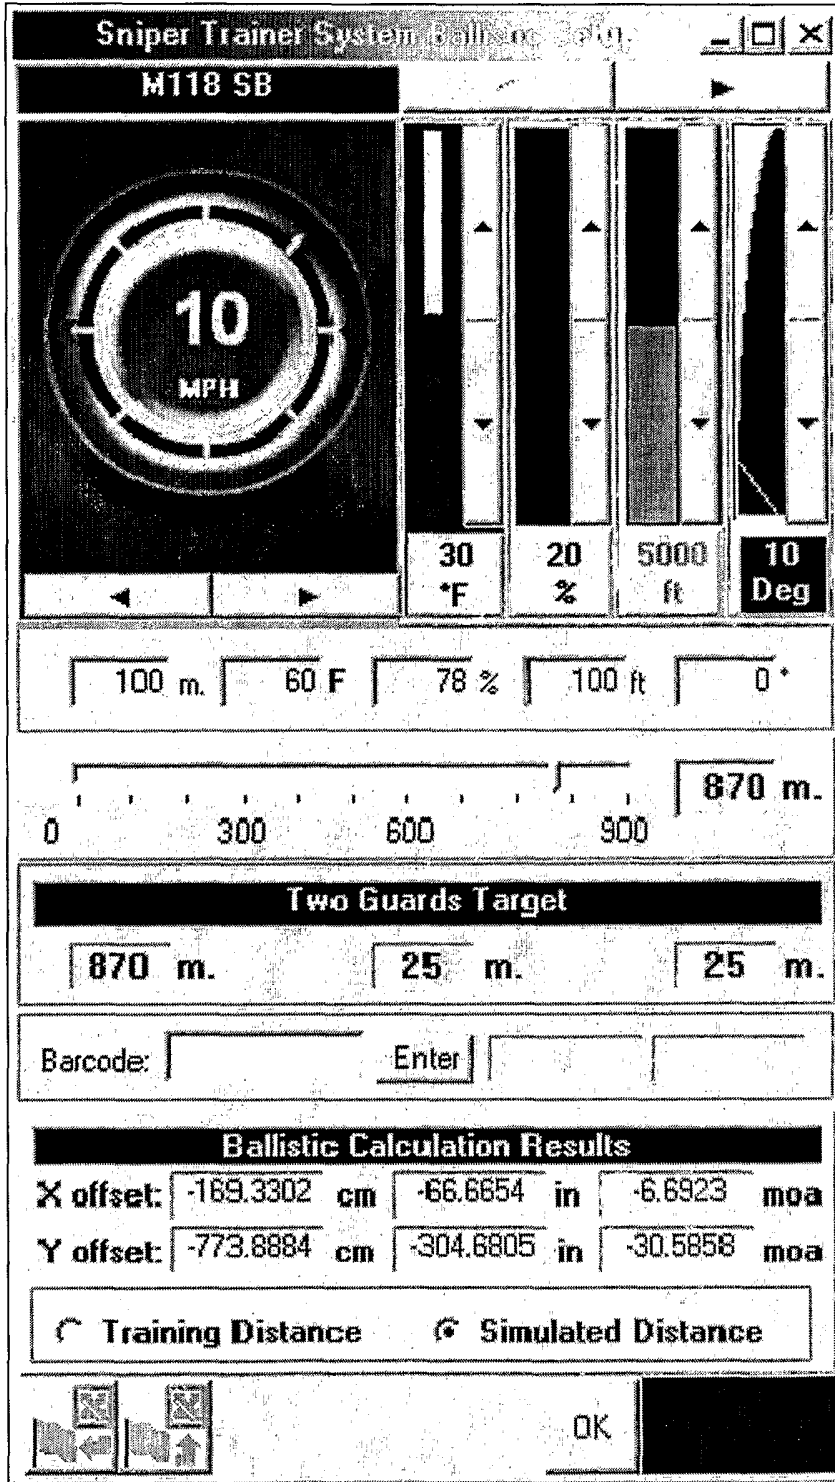 Sniper Trainer System Ballistic
M118 SB
10
MPH
30
°F
20
%
5000
ft
10
Deg
100 m. 60 F 78 % 100 ft 0 °
870 m.
0 300 600 900
Two Guards Target
870 m. 25 m. 25 m.
Barcode: Enter
Ballistic Calculation Results
X offset: -169.3302 cm -66.6654 in -6.6923 moa
Y offset: -773.8884 cm -304.6805 in -30.5858 moa
Training Distance Simulated Distance
OK